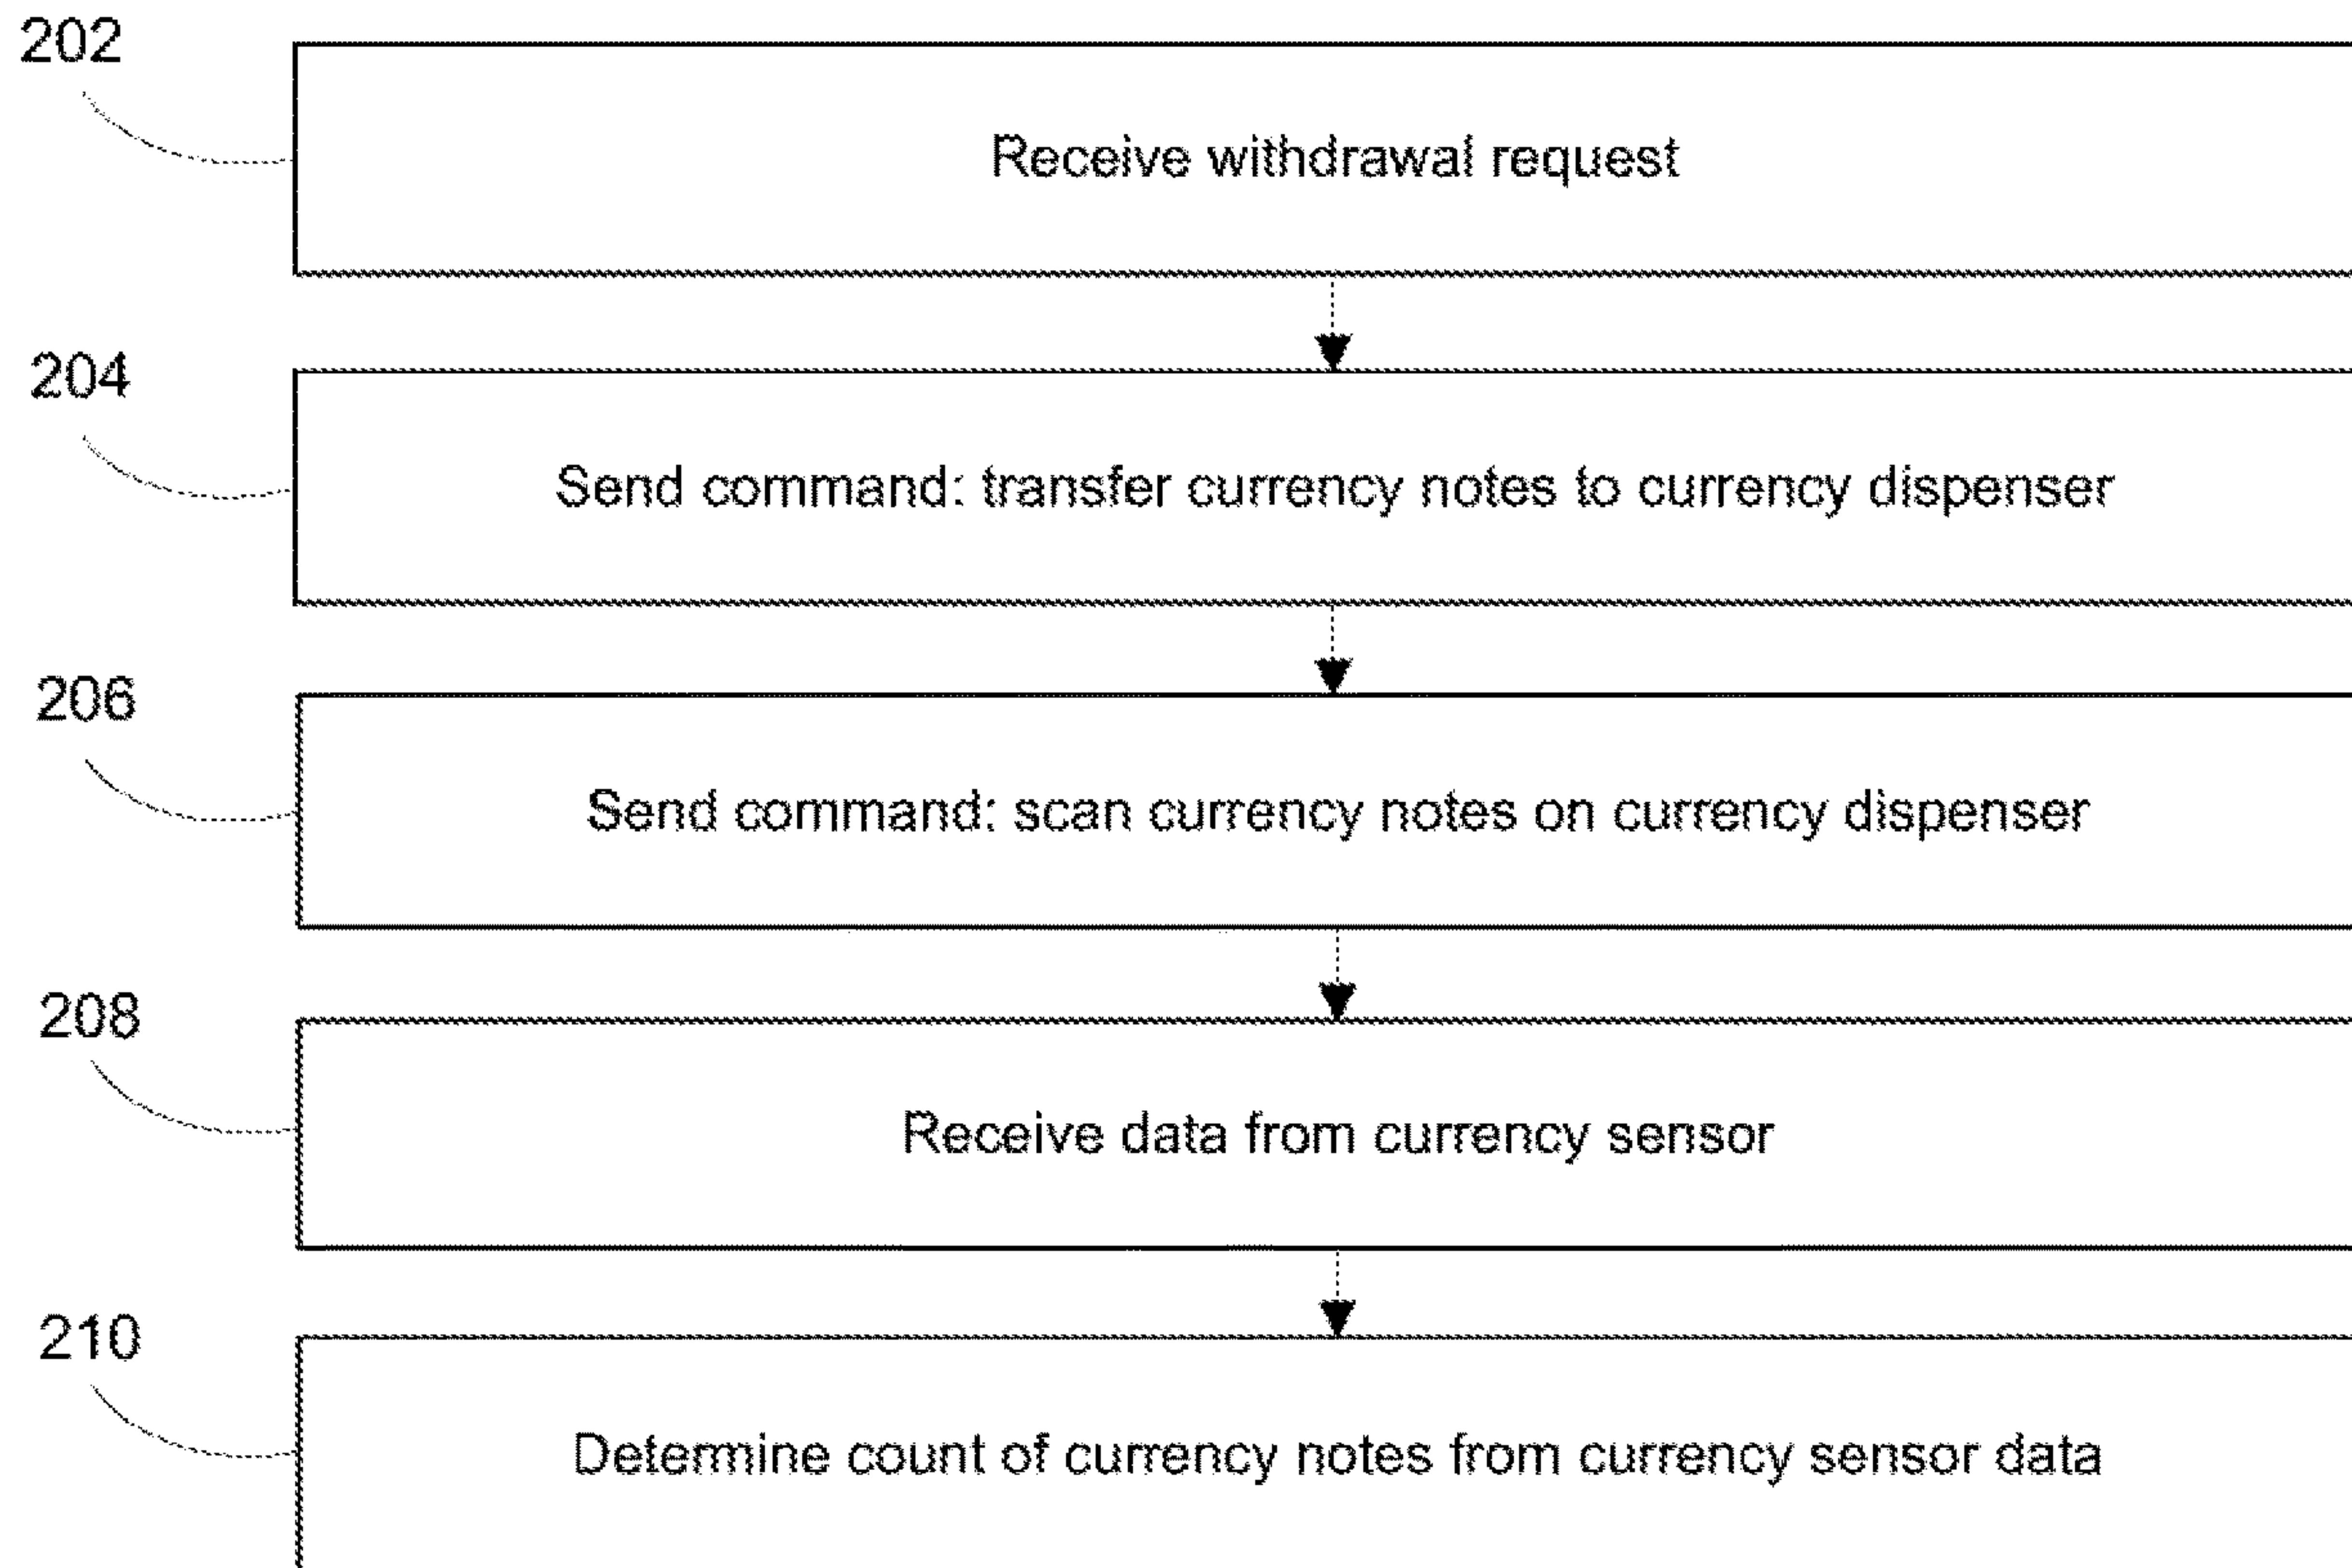 202
Receive withdrawal request
204
Send command: transfer currency notes to currency dispenser
206
Send command: scan currency notes on currency dispenser
208
Receive data from currency sensor
210
Determine count of currency notes from currency sensor data